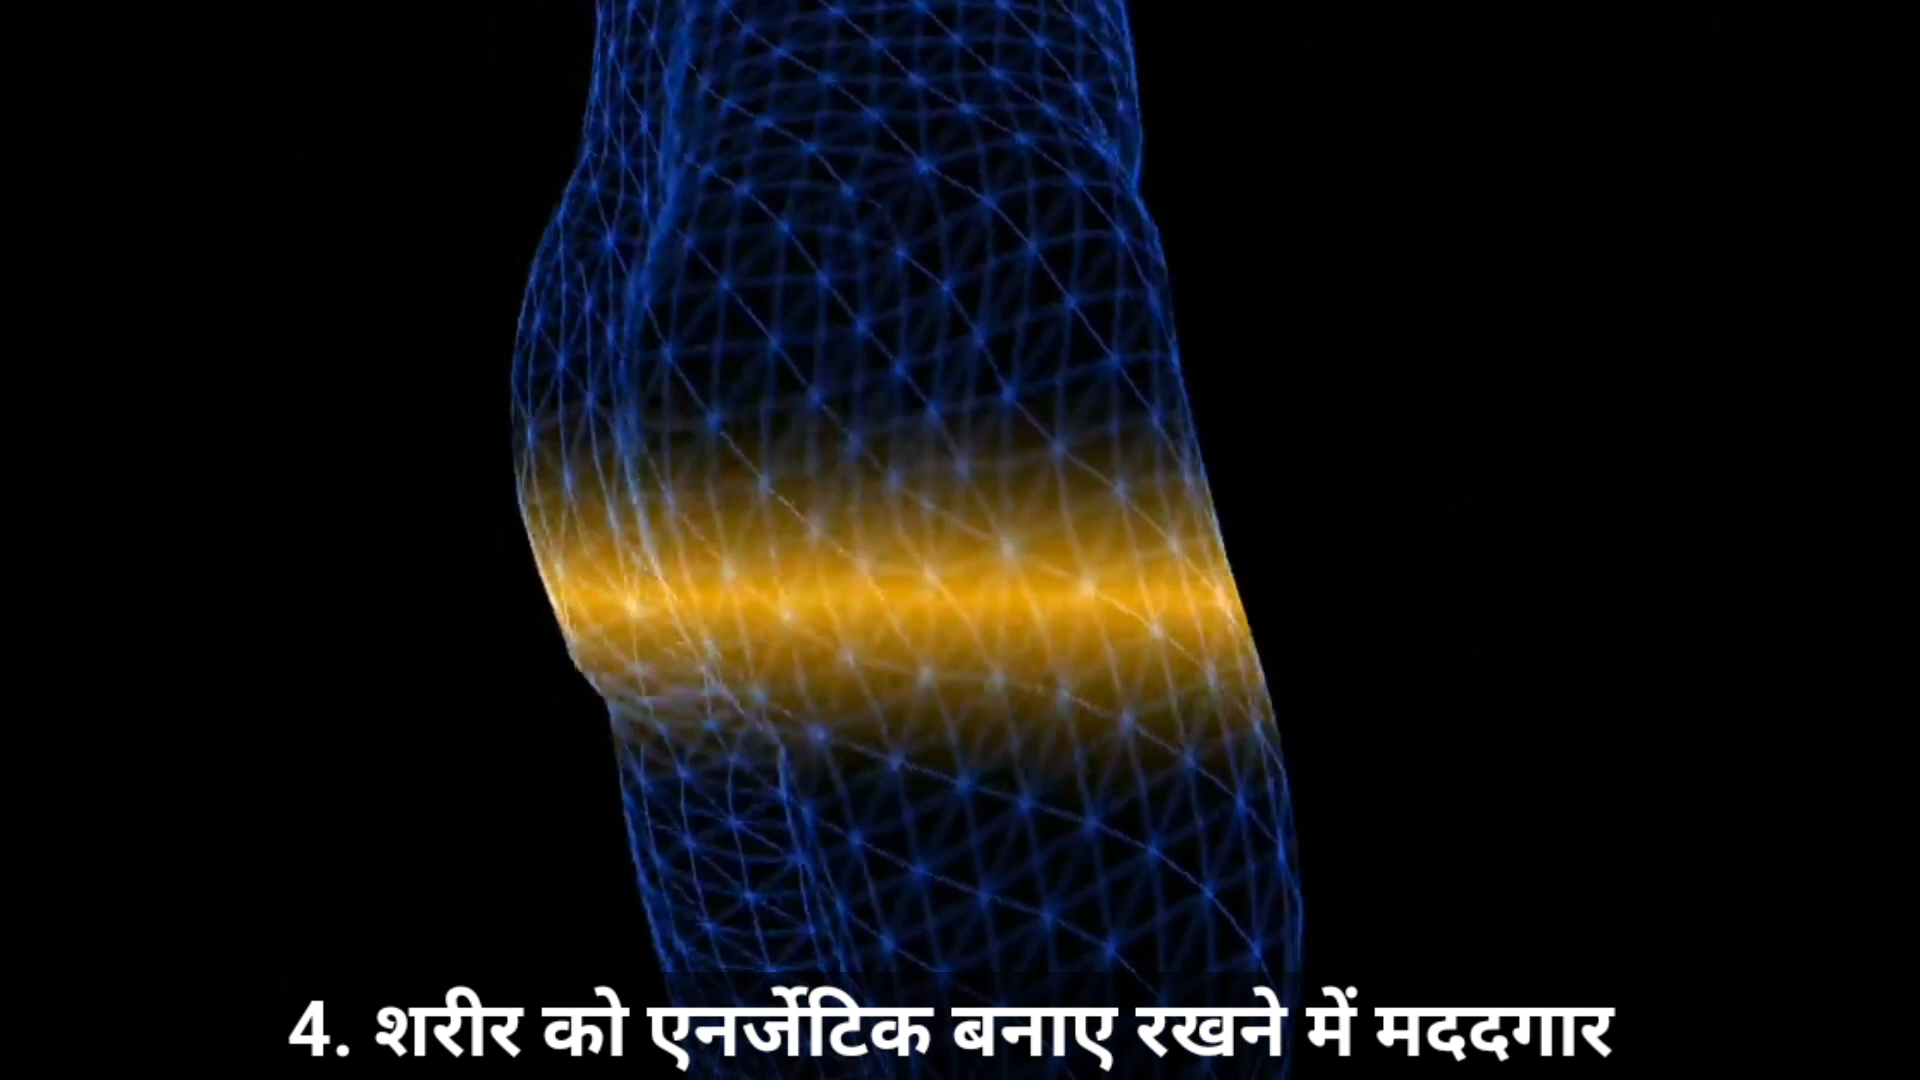 4. शरीर को एनर्जेटिक बनाए रखने में मददगार